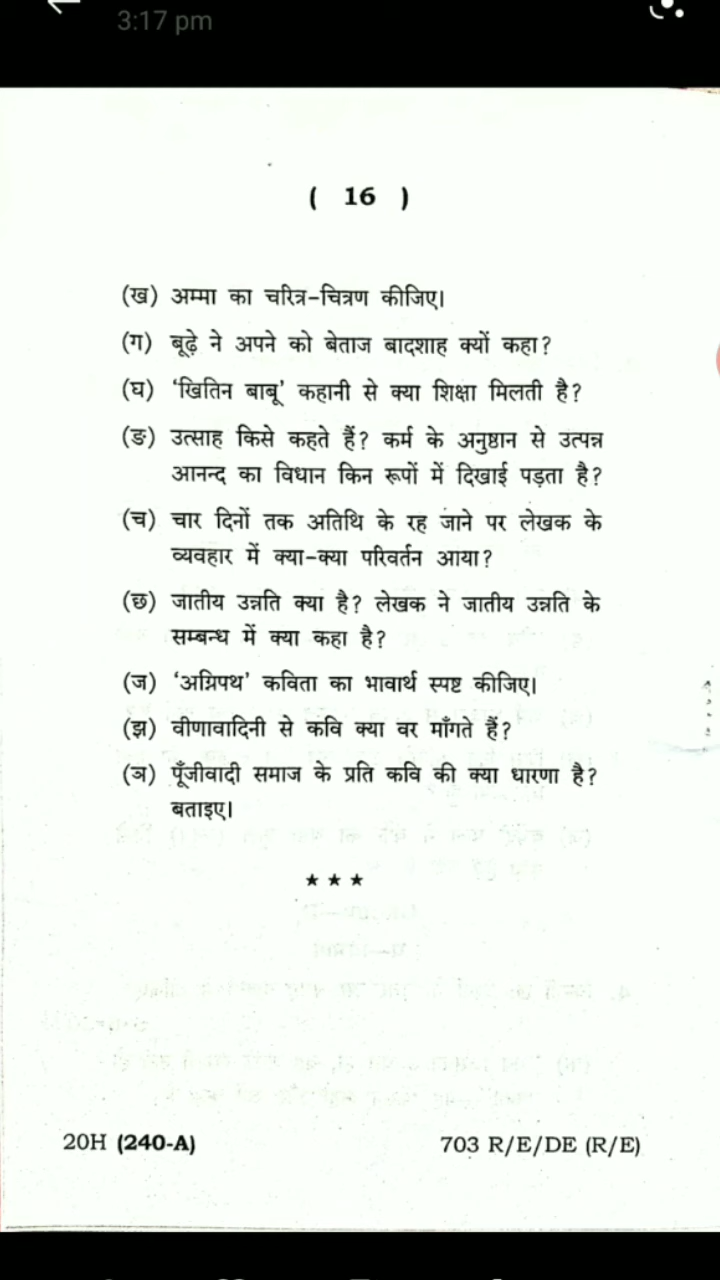 3:17 pm
( 16 )
(ख) अम्मा का चरित्र-चित्रण कीजिए।
(ग) बूढ़े ने अपने को बेताज बादशाह क्यों कहा?
(घ) ‘खितिन बाबू’ कहानी से क्या शिक्षा मिलती है?
(ङ) उत्साह किसे कहते हैं? कर्म के अनुष्ठान से उत्पन्न
आनन्द का विधान किन रूपों में दिखाई पड़ता है?
(च) चार दिनों तक अतिथि के रह जाने पर लेखक के
व्यवहार में क्या-क्या परिवर्तन आया?
(छ) जातीय उन्नति क्या है? लेखक ने जातीय उन्नति के
सम्बन्ध में क्या कहा है?
(ज) ‘अग्निपथ’ कविता का भावार्थ स्पष्ट कीजिए।
(झ) वीणावादिनी से कवि क्या वर माँगते हैं?
(ञ) पूँजीवादी समाज के प्रति कवि की क्या धारणा है?
बताइए।
★ ★ ★
20H (240-A) 703 R/E/DE (R/E)